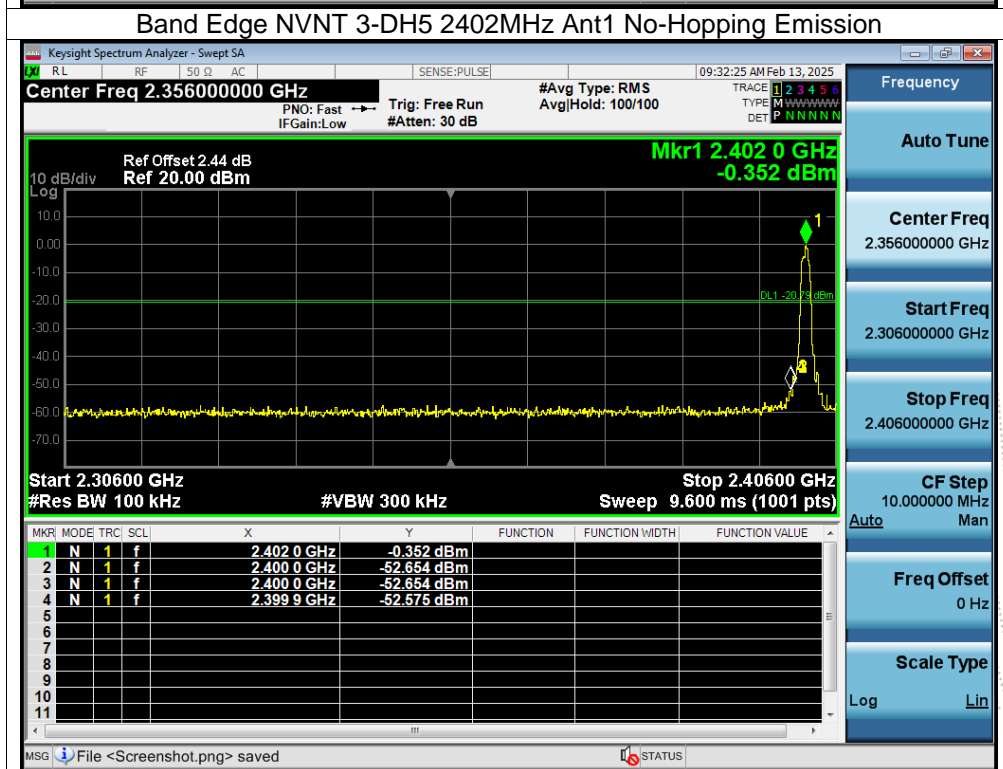 Band Edge NVNT 3-DH5 2402MHz Ant1 No-Hopping Emission
Keysight Spectrum Analyzer - Swept SA
LXI RL RF 50 Ω AC SENSE:PULSE 09:32:25 AM Feb 13, 2025
Center Freq 2.356000000 GHz #Avg Type: RMS TRACE 1 2 3 4 5 6
PNO: Fast Trig: Free Run Avg|Hold: 100/100 TYPE M WWWWW
IFGain:Low #Atten: 30 dB DET P N N N N N
Frequency
Auto Tune
Center Freq
2.356000000 GHz
Start Freq
2.306000000 GHz
Stop Freq
2.406000000 GHz
CF Step
10.000000 MHz
Auto Man
Freq Offset
0 Hz
Scale Type
Log Lin
Mkr1 2.402 0 GHz
-0.352 dBm
Ref Offset 2.44 dB
10 dB/div Ref 20.00 dBm
Log
10.0
1
0.00
-10.0
-20.0
DL1 -20.79 dBm
-30.0
-40.0
-50.0
-60.0
-70.0
Start 2.30600 GHz Stop 2.40600 GHz
#Res BW 100 kHz #VBW 300 kHz Sweep 9.600 ms (1001 pts)
MKR MODE TRC SCL X Y FUNCTION FUNCTION WIDTH FUNCTION VALUE
1 N 1 f 2.402 0 GHz -0.352 dBm
2 N 1 f 2.400 0 GHz -52.654 dBm
3 N 1 f 2.400 0 GHz -52.654 dBm
4 N 1 f 2.399 9 GHz -52.575 dBm
5
6
7
8
9
10
11
MSG File <Screenshot.png> saved STATUS